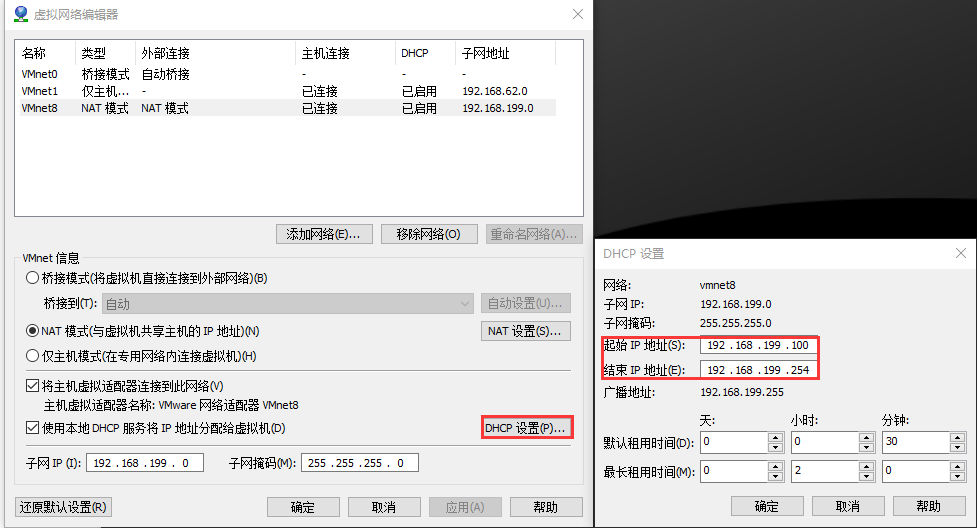 虚拟网络编辑器
名称 类型 外部连接 主机连接 DHCP 子网地址
VMnet0 桥接模式 自动桥接 - - -
VMnet1 仅主机... - 已连接 已启用 192.168.62.0
VMnet8 NAT 模式 NAT 模式 已连接 已启用 192.168.199.0
添加网络(E)... 移除网络(O) 重命名网络(A)...
VMnet 信息
桥接模式(将虚拟机直接连接到外部网络)(B)
桥接到(T): 自动 自动设置(U)...
NAT 模式(与虚拟机共享主机的 IP 地址)(N) NAT 设置(S)...
仅主机模式(在专用网络内连接虚拟机)(H)
将主机虚拟适配器连接到此网络(V)
主机虚拟适配器名称: VMware 网络适配器 VMnet8
使用本地 DHCP 服务将 IP 地址分配给虚拟机(D) DHCP 设置(P)...
子网 IP (I): 192 . 168 . 199 . 0 子网掩码(M): 255 . 255 . 255 . 0
还原默认设置(R) 确定 取消 应用(A) 帮助
DHCP 设置
网络: vmnet8
子网 IP: 192.168.199.0
子网掩码: 255.255.255.0
起始 IP 地址(S): 192 . 168 . 199 . 100
结束 IP 地址(E): 192 . 168 . 199 . 254
广播地址: 192.168.199.255
天: 小时: 分钟:
默认租用时间(D): 0 0 30
最长租用时间(M): 0 2 0
确定 取消 帮助